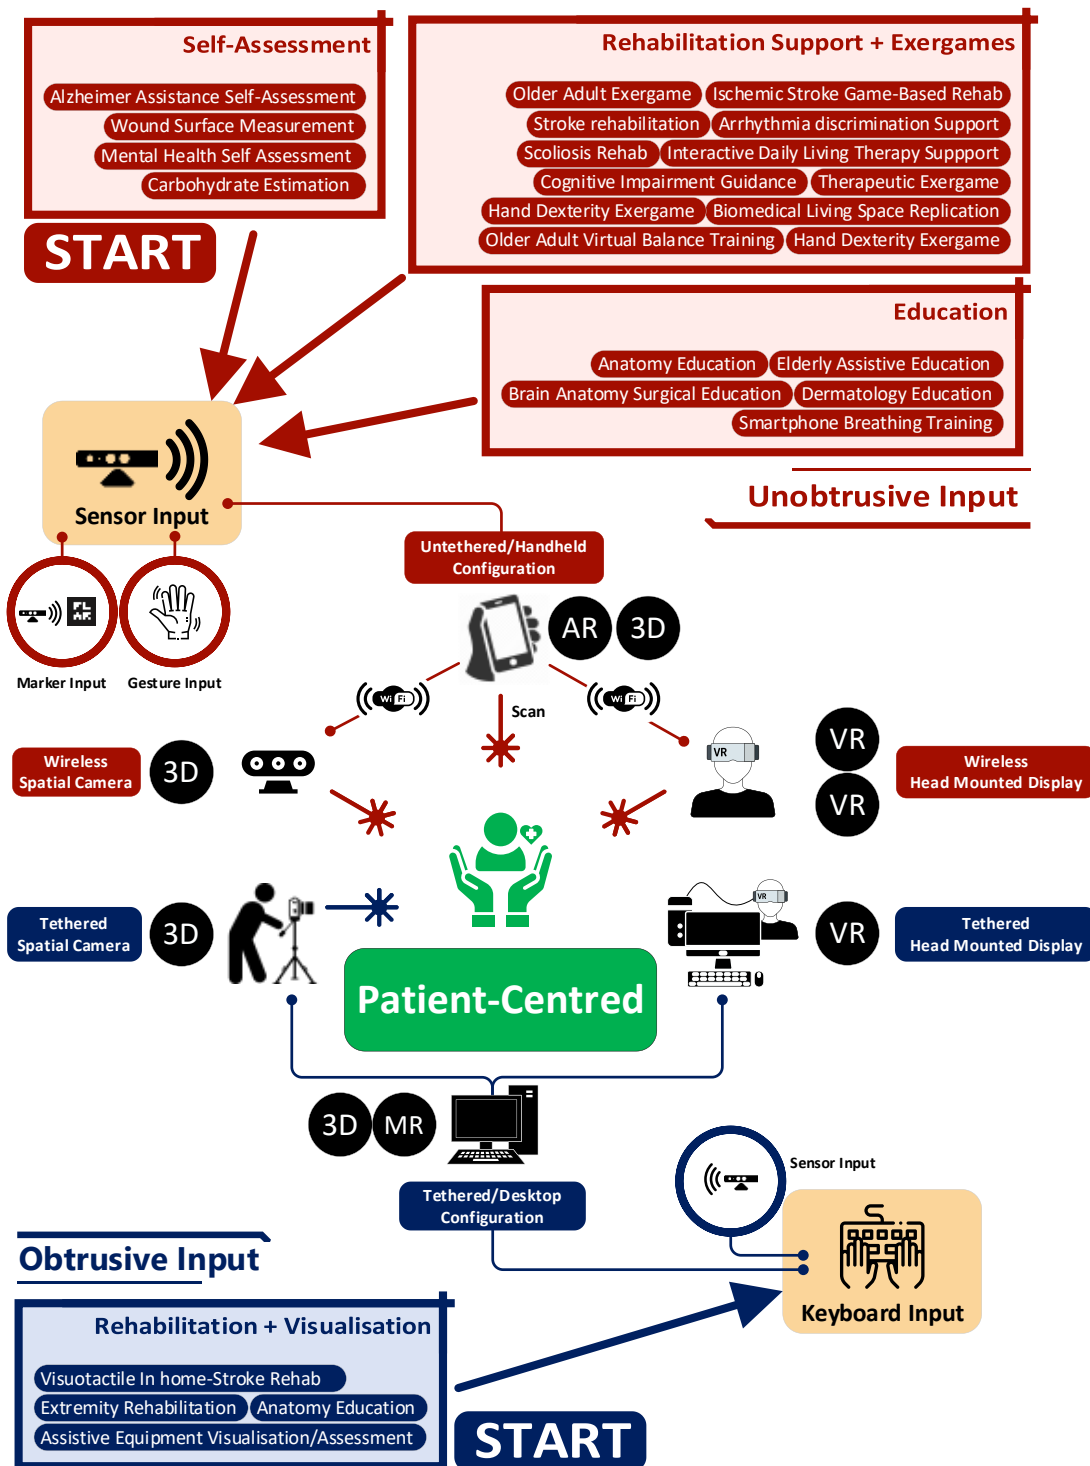 Self-Assessment
Alzheimer Assistance Self-Assessment
Wound Surface Measurement
Mental Health Self Assessment
Carbohydrate Estimation
START
Rehabilitation Support + Exergames
Older Adult Exergame Ischemic Stroke Game-Based Rehab
Stroke rehabilitation Arrhythmia discrimination Support
Scoliosis Rehab Interactive Daily Living Therapy Suppport
Cognitive Impairment Guidance Therapeutic Exergame
Hand Dexterity Exergame Biomedical Living Space Replication
Older Adult Virtual Balance Training Hand Dexterity Exergame
Education
Anatomy Education Elderly Assistive Education
Brain Anatomy Surgical Education Dermatology Education
Smartphone Breathing Training
Unobtrusive Input
Sensor Input
Marker Input
Gesture Input
Untethered/Handheld
Configuration
AR
3D
WiFi
WiFi
Scan
Wireless
Spatial Camera
3D
VR
VR
VR
Wireless
Head Mounted Display
Tethered
Spatial Camera
3D
VR
VR
Tethered
Head Mounted Display
Patient-Centred
3D
MR
Tethered/Desktop
Configuration
Sensor Input
Keyboard Input
Obtrusive Input
Rehabilitation + Visualisation
Visuotactile In home-Stroke Rehab
Extremity Rehabilitation Anatomy Education
Assistive Equipment Visualisation/Assessment
START